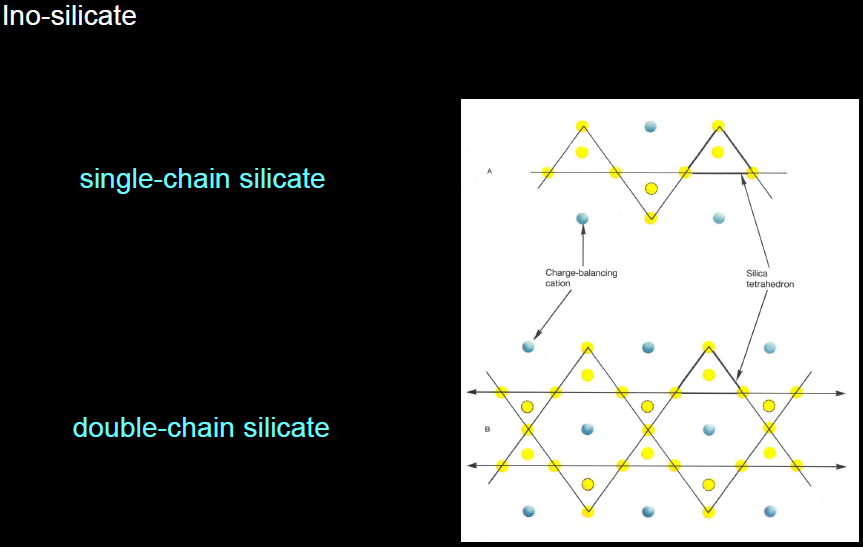 Ino-silicate
single-chain silicate
A
Charge-balancing
cation
Silica
tetrahedron
double-chain silicate
B